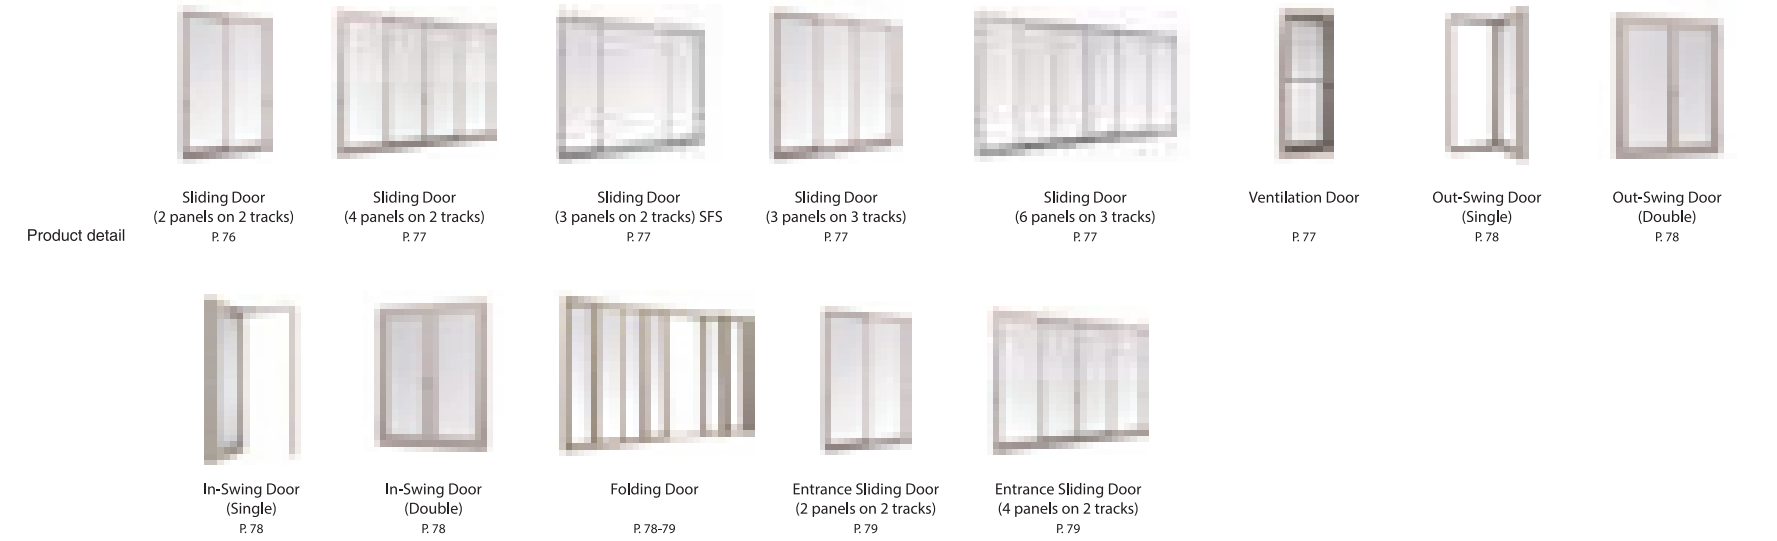 Sliding Door
(2 panels on 2 tracks)
P. 76
Sliding Door
(4 panels on 2 tracks)
P. 77
Sliding Door
(3 panels on 2 tracks) SFS
P. 77
Sliding Door
(3 panels on 3 tracks)
P. 77
Sliding Door
(6 panels on 3 tracks)
P. 77
Ventilation Door
P. 77
Out-Swing Door
(Single)
P. 78
Out-Swing Door
(Double)
P. 78
Product detail
In-Swing Door
(Single)
P. 78
In-Swing Door
(Double)
P. 78
Folding Door
P. 78-79
Entrance Sliding Door
(2 panels on 2 tracks)
P. 79
Entrance Sliding Door
(4 panels on 2 tracks)
P. 79